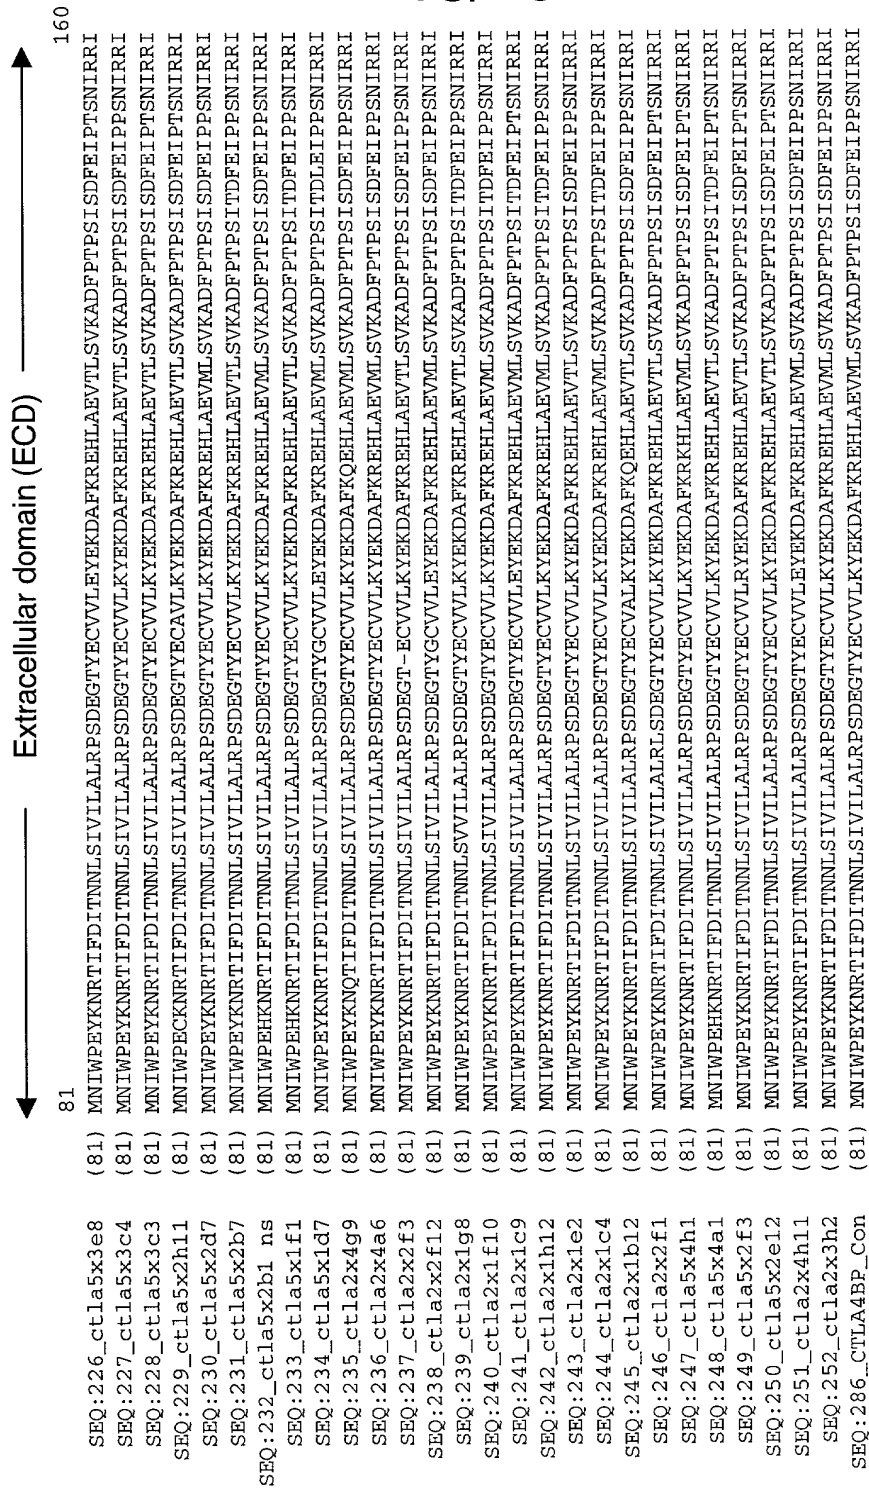 Extracellular domain (ECD)
81 160
SEQ:226_ctla5x3e8 (81) MNIWPEYKNRTIFDITNNLSIVILALRPSDEGTYECVVLEYEKDAFKREHLAEVTLSVKADFPTPSISDFEIPTSNIRRI
SEQ:227_ctla5x3c4 (81) MNIWPEYKNRTIFDITNNLSIVILALRPSDEGTYECVVLKYEKDAFKREHLAEVTLSVKADFPTPSISDFEIPPSNIRRI
SEQ:228_ctla5x3c3 (81) MNIWPEYKNRTIFDITNNLSIVILALRPSDEGTYECVVLKYEKDAFKREHLAEVTLSVKADFPTPSISDFEIPTSNIRRI
SEQ:229_ctla5x2h11 (81) MNIWPECKNRTIFDITNNLSIVILALRPSDEGTYECAVLKYEKDAFKREHLAEVTLSVKADFPTPSISDFEIPTSNIRRI
SEQ:230_ctla5x2d7 (81) MNIWPEYKNRTIFDITNNLSIVILALRPSDEGTYECVVLKYEKDAFKREHLAEVMLSVKADFPTPSISDFEIPPSNIRRI
SEQ:231_ctla5x2b7 (81) MNIWPEYKNRTIFDITNNLSIVILALRPSDEGTYECVVLKYEKDAFKREHLAEVTLSVKADFPTPSITDFEIPPSNIRRI
SEQ:232_ctla5x2b1 ns (81) MNIWPEHKNRTIFDITNNLSIVILALRPSDEGTYECVVLKYEKDAFKREHLAEVMLSVKADFPTPSISDFEIPPSNIRRI
SEQ:233_ctla5x1f1 (81) MNIWPEHKNRTIFDITNNLSIVILALRPSDEGTYECVVLKYEKDAFKREHLAEVTLSVKADFPTPSITDFEIPPSNIRRI
SEQ:234_ctla5x1d7 (81) MNIWPEYKNRTIFDITNNLSIVILALRPSDEGTYGCVVLEYEKDAFKREHLAEVMLSVKADFPTPSITDLEIPPSNIRRI
SEQ:235_ctla2x4g9 (81) MNIWPEYKNQTIFDITNNLSIVILALRPSDEGTYECVVLKYEKDAFKQEHLAEVMLSVKADFPTPSISDFEIPPSNIRRI
SEQ:236_ctla2x4a6 (81) MNIWPEYKNRTIFDITNNLSIVILALRPSDEGTYECVVLKYEKDAFKREHLAEVMLSVKADFPTPSISDFEIPPSNIRRI
SEQ:237_ctla2x2f3 (81) MNIWPEYKNRTIFDITNNLSIVILALRPSDEGT-ECVVLKYEKDAFKREHLAEVTLSVKADFPTPSISDFEIPPSNIRRI
SEQ:238_ctla2x2f12 (81) MNIWPEYKNRTIFDITNNLSIVILALRPSDEGTYGCVVLEYEKDAFKREHLAEVMLSVKADFPTPSISDFEIPPSNIRRI
SEQ:239_ctla2x1g8 (81) MNIWPEYKNRTIFDITNNLSVVILALRPSDEGTYECVVLKYEKDAFKREHLAEVTLSVKADFPTPSITDFEIPPSNIRRI
SEQ:240_ctla2x1f10 (81) MNIWPEYKNRTIFDITNNLSIVILALRPSDEGTYECVVLKYEKDAFKREHLAEVMLSVKADFPTPSITDFEIPPSNIRRI
SEQ:241_ctla2x1c9 (81) MNIWPEYKNRTIFDITNNLSIVILALRPSDEGTYECVVLEYEKDAFKREHLAEVMLSVKADFPTPSITDFEIPTSNIRRI
SEQ:242_ctla2x1h12 (81) MNIWPEYKNRTIFDITNNLSIVILALRPSDEGTYECVVLKYEKDAFKREHLAEVMLSVKADFPTPSITDFEIPPSNIRRI
SEQ:243_ctla2x1e2 (81) MNIWPEYKNRTIFDITNNLSIVILALRPSDEGTYECVVLKYEKDAFKREHLAEVTLSVKADFPTPSISDFEIPPSNIRRI
SEQ:244_ctla2x1c4 (81) MNIWPEYKNRTIFDITNNLSIVILALRPSDEGTYECVVLKYEKDAFKREHLAEVMLSVKADFPTPSITDFEIPPSNIRRI
SEQ:245_ctla2x1b12 (81) MNIWPEYKNRTIFDITNNLSIVILALRPSDEGTYECVALKYEKDAFKQEHLAEVTLSVKADFPTPSISDFEIPPSNIRRI
SEQ:246_ctla2x2f1 (81) MNIWPEYKNRTIFDITNNLSIVILALRLSDEGTYECVVLKYEKDAFKREHLAEVTLSVKADFPTPSISDFEIPTSNIRRI
SEQ:247_ctla5x4h1 (81) MNIWPEYKNRTIFDITNNLSIVILALRPSDEGTYECVVLKYEKDAFKRKHLAEVMLSVKADFPTPSISDFEIPTSNIRRI
SEQ:248_ctla5x4a1 (81) MNIWPEHKNRTIFDITNNLSIVILALRPSDEGTYECVVLKYEKDAFKREHLAEVTLSVKADFPTPSITDFEIPTSNIRRI
SEQ:249_ctla5x2f3 (81) MNIWPEYKNRTIFDITNNLSIVILALRPSDEGTYECVVLRYEKDAFKREHLAEVTLSVKADFPTPSISDFEIPTSNIRRI
SEQ:250_ctla5x2e12 (81) MNIWPEYKNRTIFDITNNLSIVILALRPSDEGTYECVVLKYEKDAFKREHLAEVTLSVKADFPTPSISDFEIPTSNIRRI
SEQ:251_ctla2x4h11 (81) MNIWPEYKNRTIFDITNNLSIVILALRPSDEGTYECVVLEYEKDAFKREHLAEVMLSVKADFPTPSISDFEIPPSNIRRI
SEQ:252_ctla2x3h2 (81) MNIWPEYKNRTIFDITNNLSIVILALRPSDEGTYECVVLKYEKDAFKREHLAEVMLSVKADFPTPSISDFEIPPSNIRRI
SEQ:286_CTLA4BP_Con (81) MNIWPEYKNRTIFDITNNLSIVILALRPSDEGTYECVVLKYEKDAFKREHLAEVMLSVKADFPTPSISDFEIPPSNIRRI